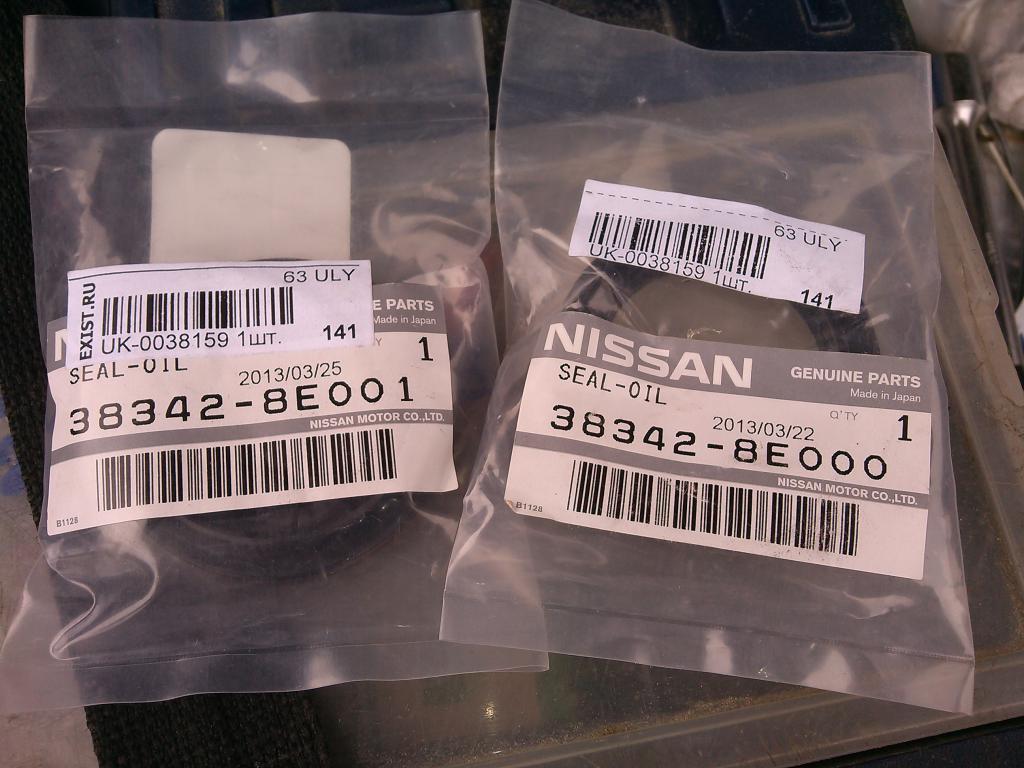 63 ULY
EXIST.RU
UK-0038159 1шт.
141
N
E PARTS
Made in Japan
SEAL-OIL
Y
1
2013/03/25
38342-8E001
NISSAN MOTOR CO.,LTD.
B1128
63 ULY
UK-0038159 1шт.
141
NISSAN
GENUINE PARTS
Made in Japan
SEAL-OIL
Q'TY
1
2013/03/22
38342-8E000
NISSAN MOTOR CO.,LTD.
B1128